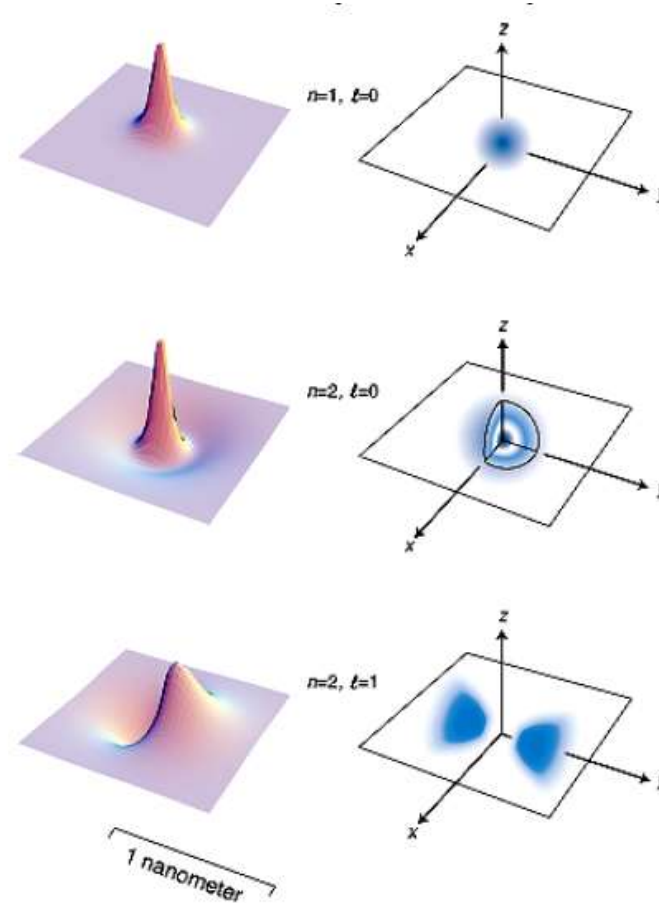 n=1, ℓ=0
z
x
n=2, ℓ=0
z
x
n=2, ℓ=1
z
x
1 nanometer